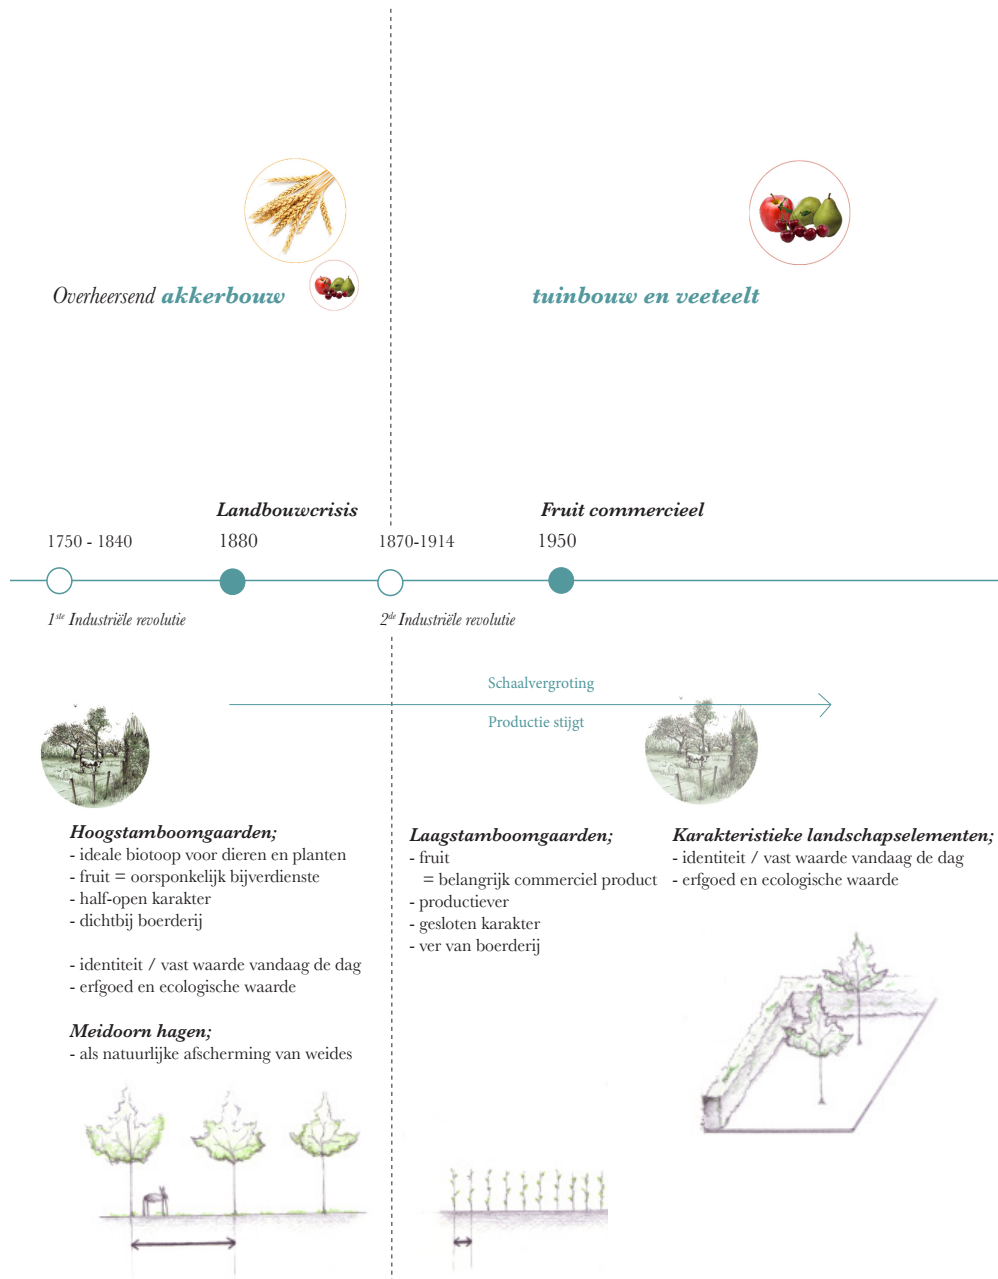 Overheersend akkerbouw
tuinbouw en veeteelt
Landbouwcrisis
Fruit commercieel
1750 - 1840
1880
1870-1914
1950
1ste Industriële revolutie
2de Industriële revolutie
Schaalvergroting
Productie stijgt
Hoogstamboomgaarden;
- ideale biotoop voor dieren en planten
- fruit = oorsponkelijk bijverdienste
- half-open karakter
- dichtbij boerderij
- identiteit / vast waarde vandaag de dag
- erfgoed en ecologische waarde
Meidoorn hagen;
- als natuurlijke afscherming van weides
Laagstamboomgaarden;
- fruit
= belangrijk commerciel product
- productiever
- gesloten karakter
- ver van boerderij
Karakteristieke landschapselementen;
- identiteit / vast waarde vandaag de dag
- erfgoed en ecologische waarde